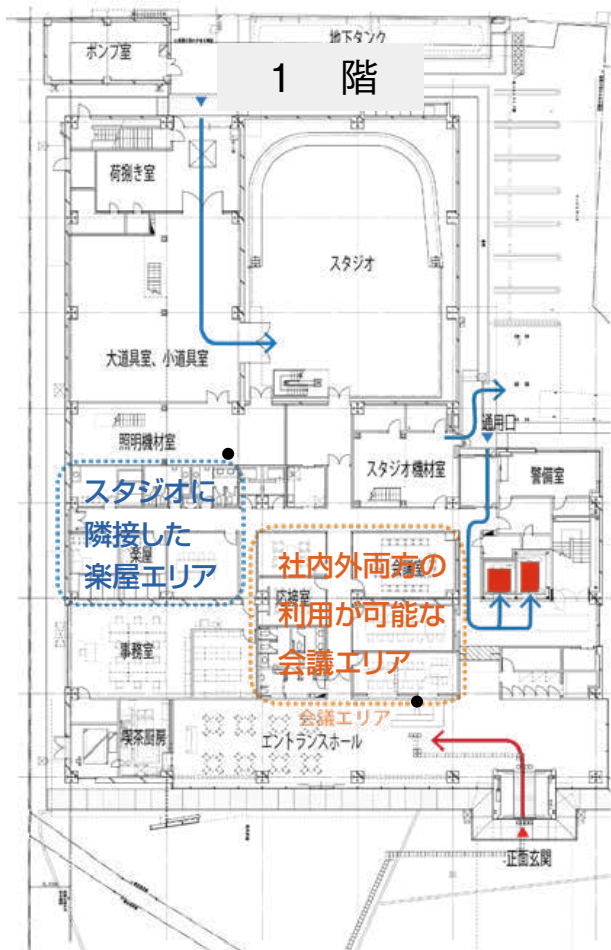 ポンプ室
地下タンク
1 階
荷捌き室
スタジオ
大道具室、小道具室
照明機材室
スタジオ機材室
通用口
警備室
スタジオに
隣接した
楽屋エリア
楽屋
社内外両方の
利用が可能な
会議エリア
会議室
応接室
事務室
会議エリア
喫茶厨房
エントランスホール
正面玄関